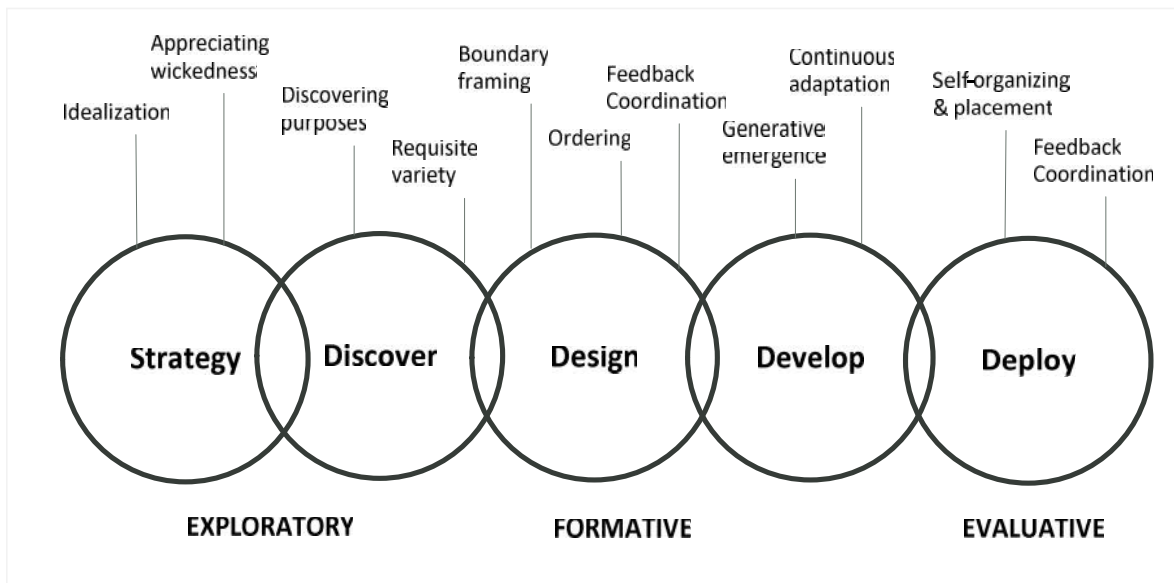 Appreciating
wickedness
Idealization
Discovering
purposes
Requisite
variety
Boundary
framing
Ordering
Feedback
Coordination
Generative
emergence
Continuous
adaptation
Self-organizing
& placement
Feedback
Coordination
Strategy
Discover
Design
Develop
Deploy
EXPLORATORY
FORMATIVE
EVALUATIVE